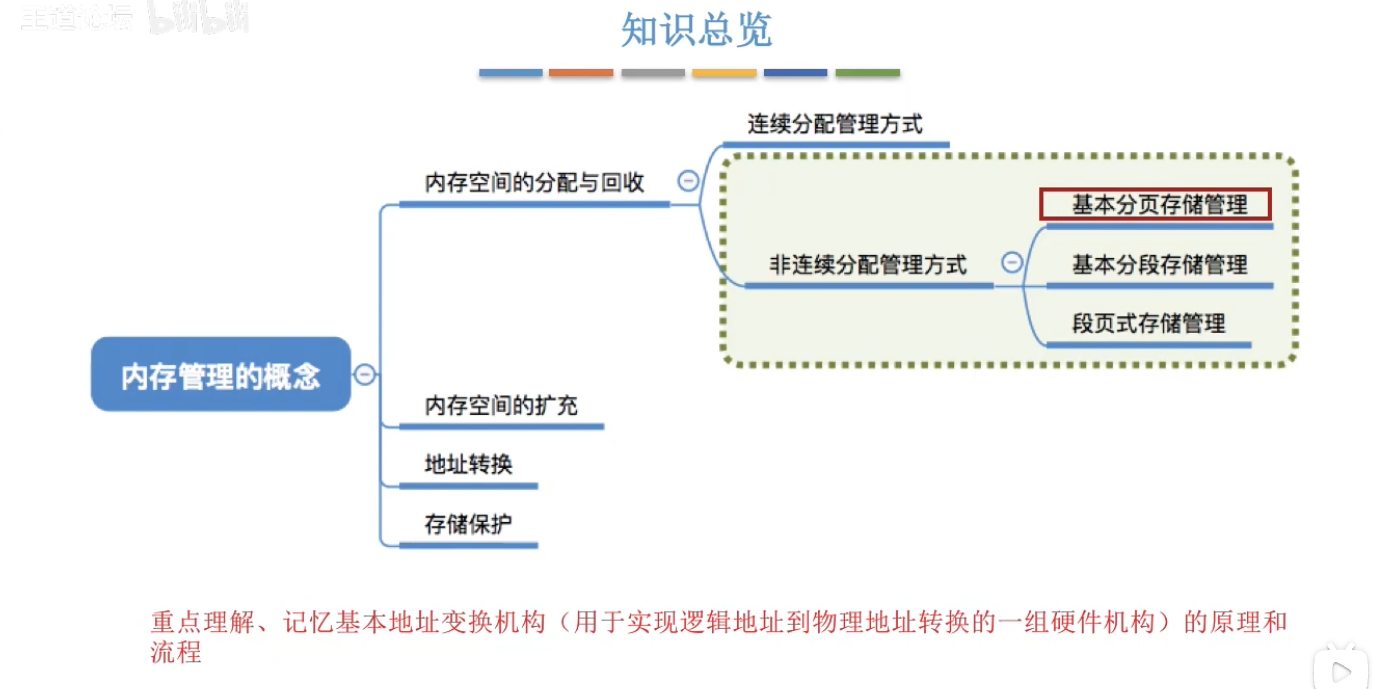 王道论坛 bilibili
知识总览
连续分配管理方式
内存空间的分配与回收
基本分页存储管理
非连续分配管理方式
基本分段存储管理
段页式存储管理
内存管理的概念
内存空间的扩充
地址转换
存储保护
重点理解、记忆基本地址变换机构（用于实现逻辑地址到物理地址转换的一组硬件机构）的原理和
流程